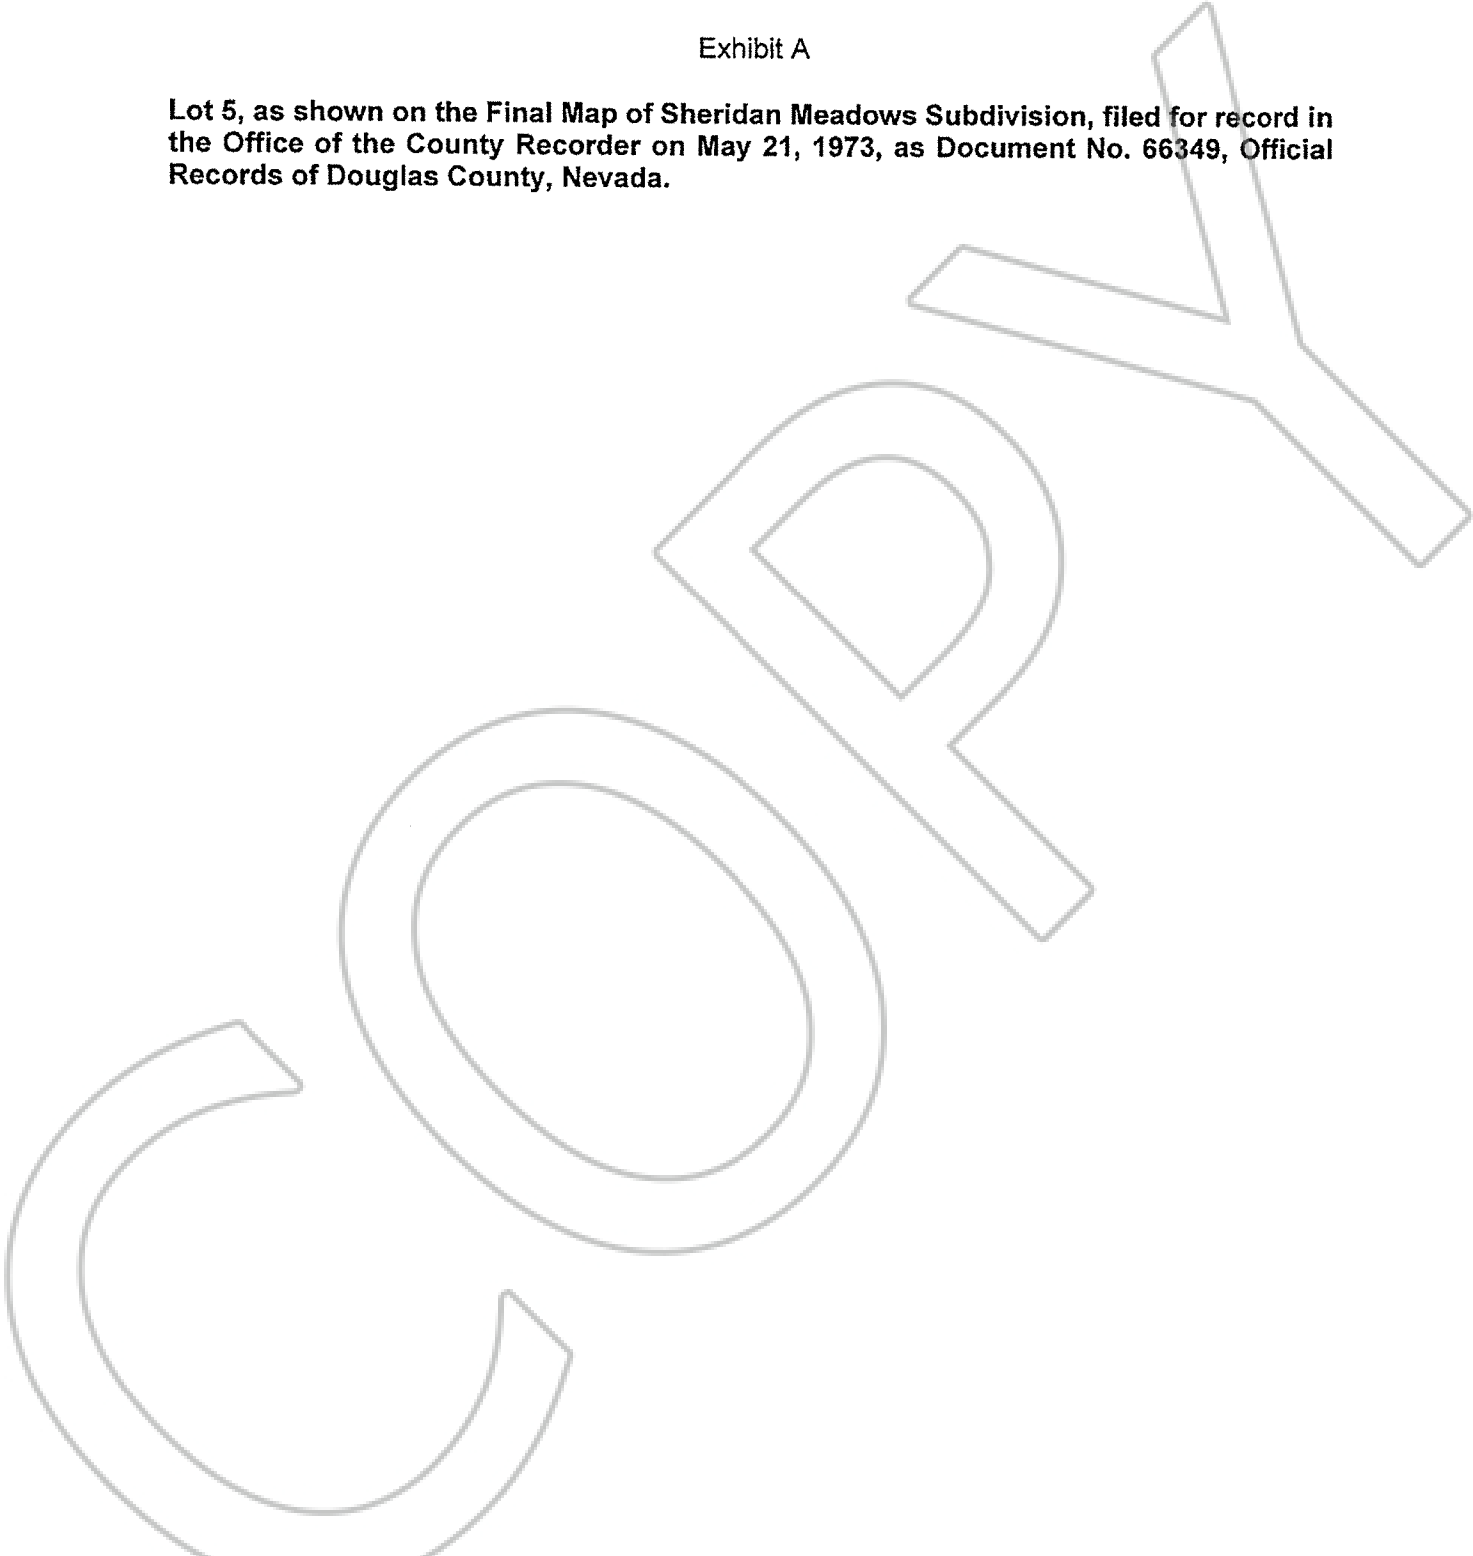 Exhibit A
Lot 5, as shown on the Final Map of Sheridan Meadows Subdivision, filed for record in
the Office of the County Recorder on May 21, 1973, as Document No. 66349, Official
Records of Douglas County, Nevada.
COPY